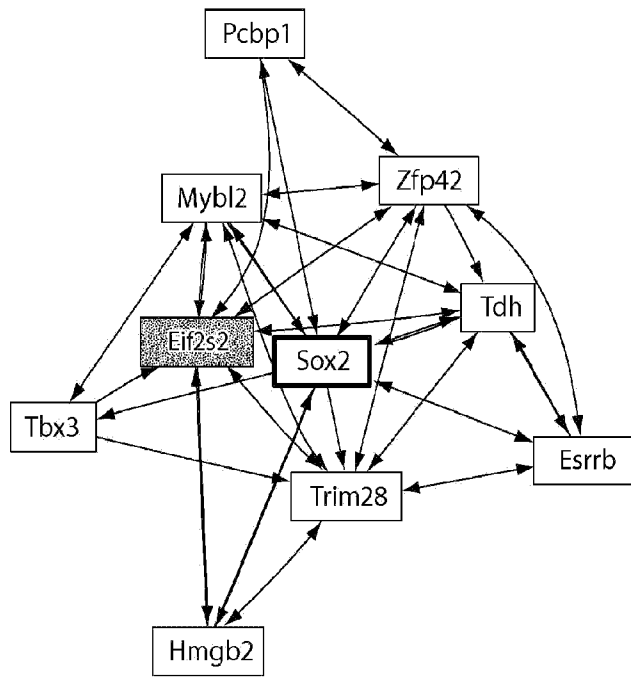 Pcbp1
Zfp42
Mybl2
Tdh
Eif2s2
Sox2
Tbx3
Esrrb
Trim28
Hmgb2